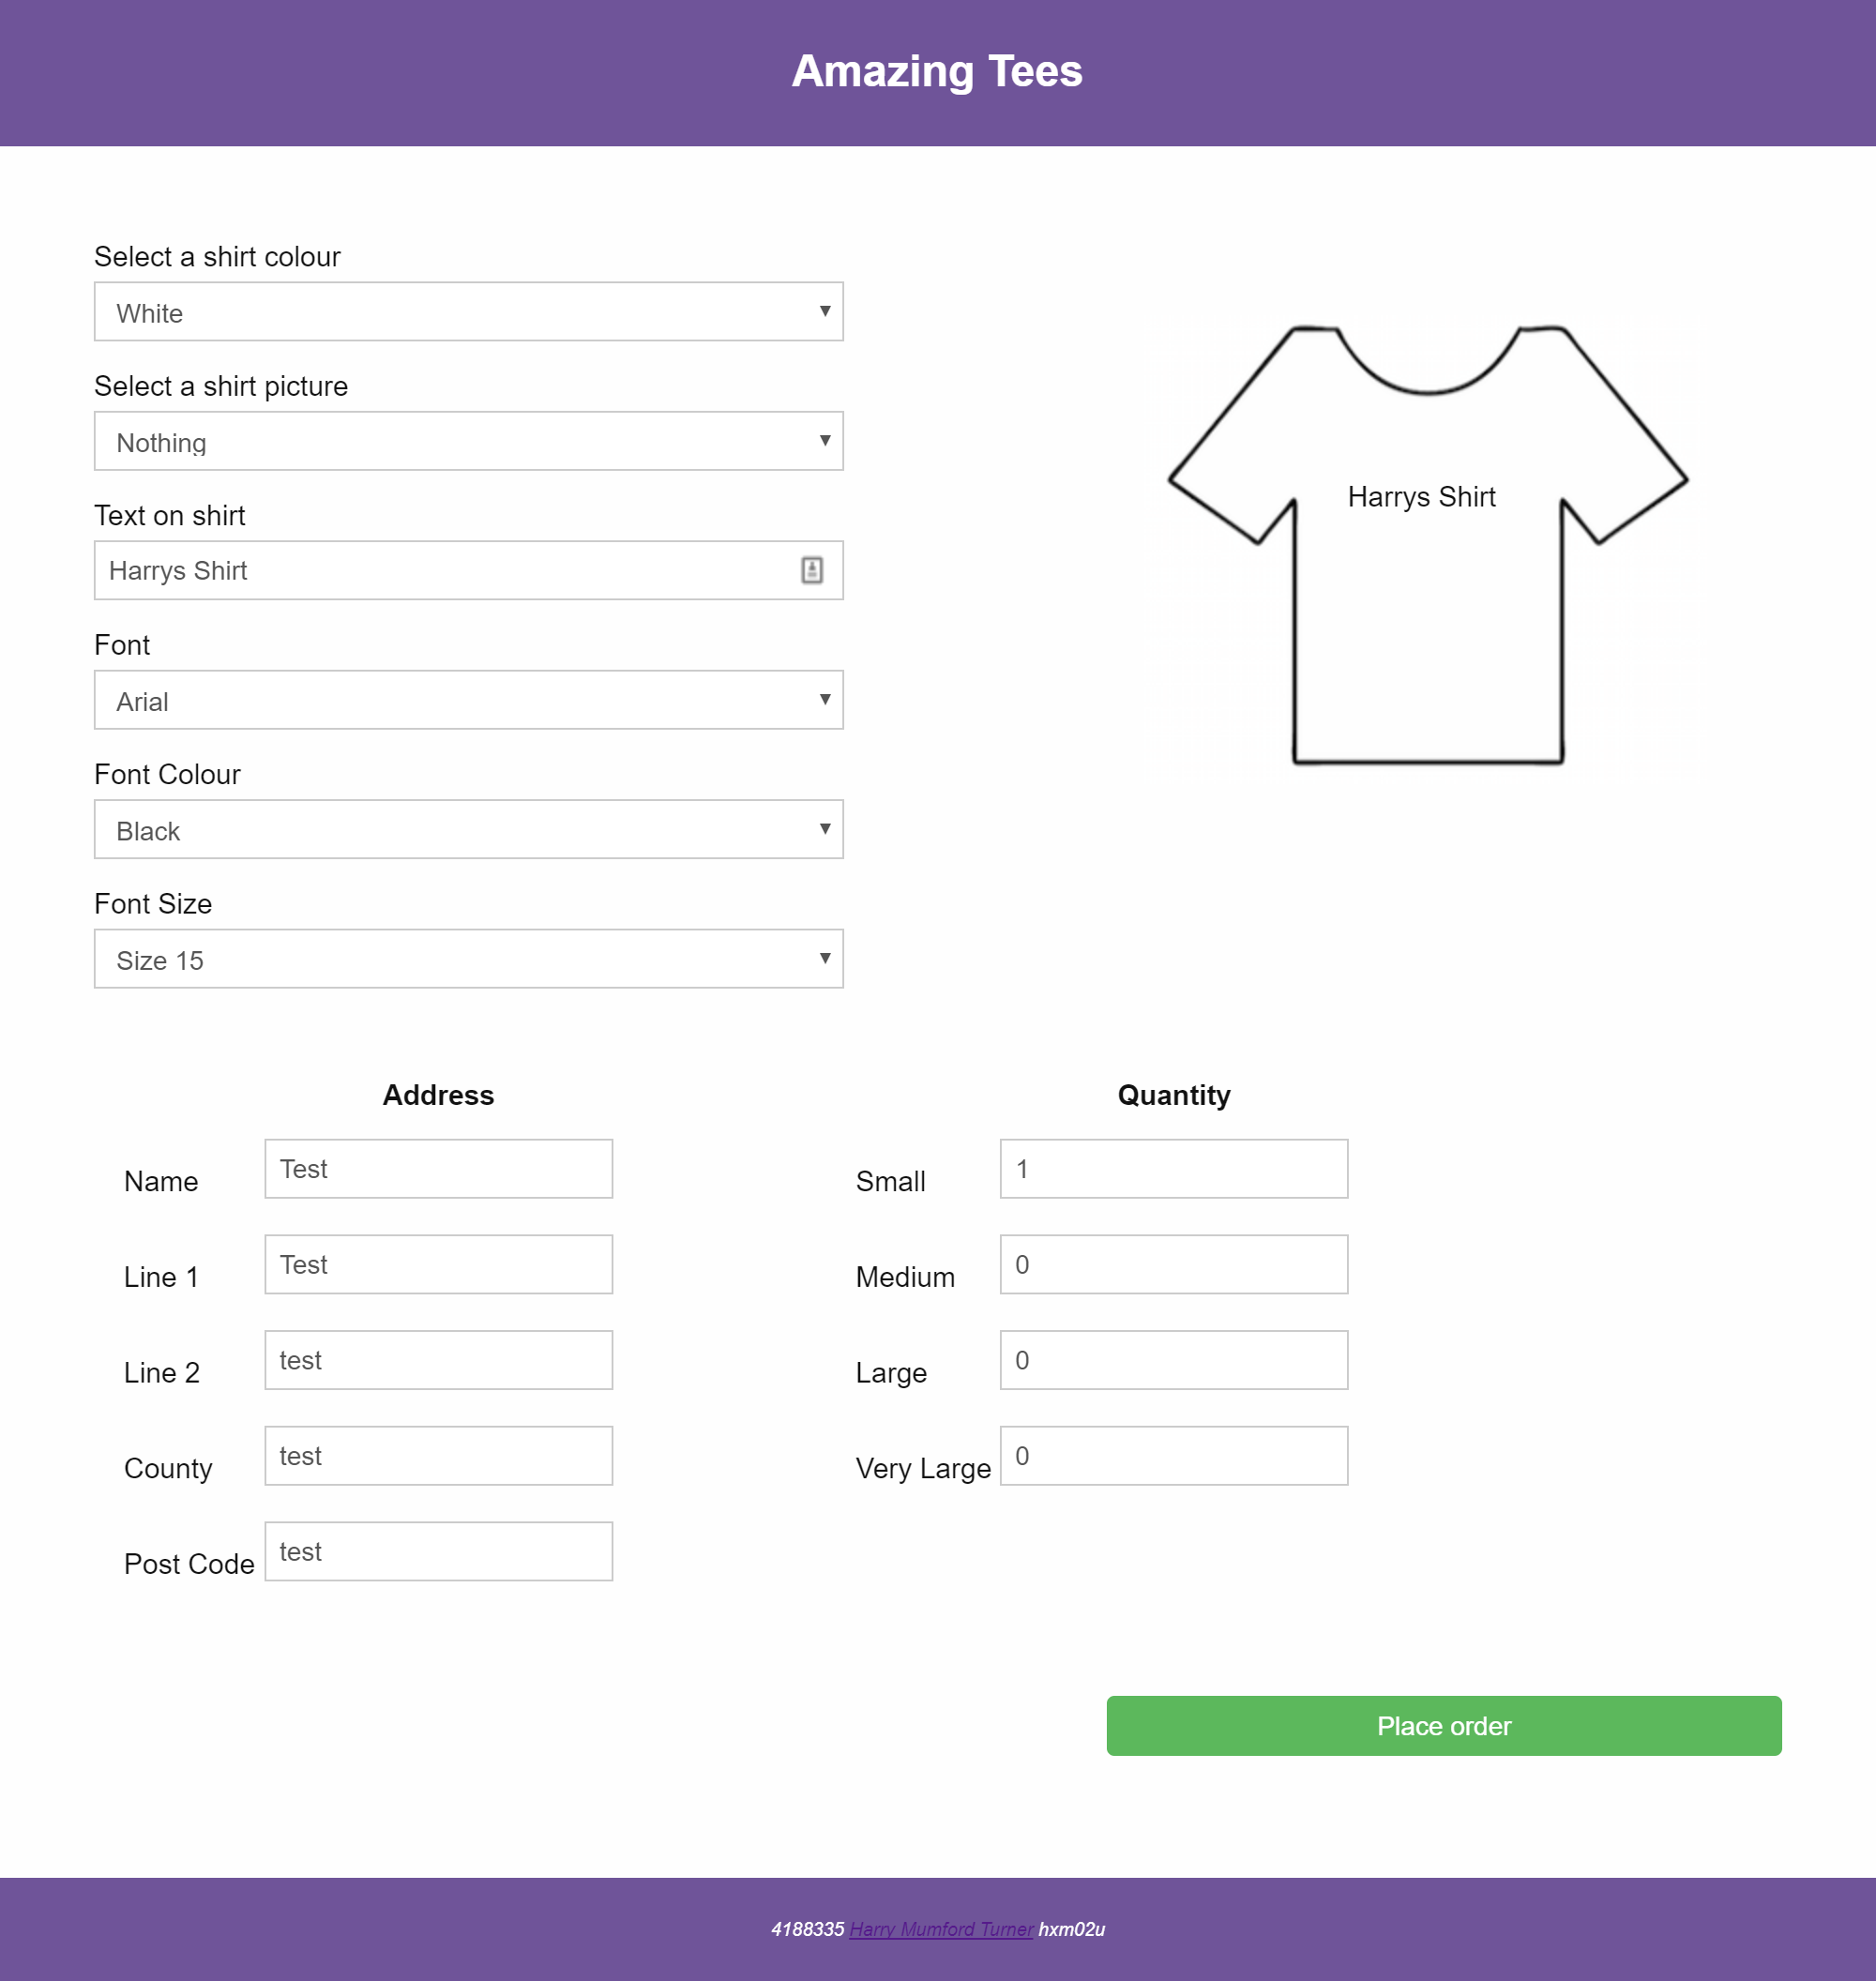 Amazing Tees
Select a shirt colour
White
Select a shirt picture
Nothing
Text on shirt
Harrys Shirt
Font
Arial
Font Colour
Black
Font Size
Size 15
Harrys Shirt
Address
Name Test
Line 1 Test
Line 2 test
County test
Post Code test
Quantity
Small 1
Medium 0
Large 0
Very Large 0
Place order
4188335 Harry Mumford Turner hxm02u